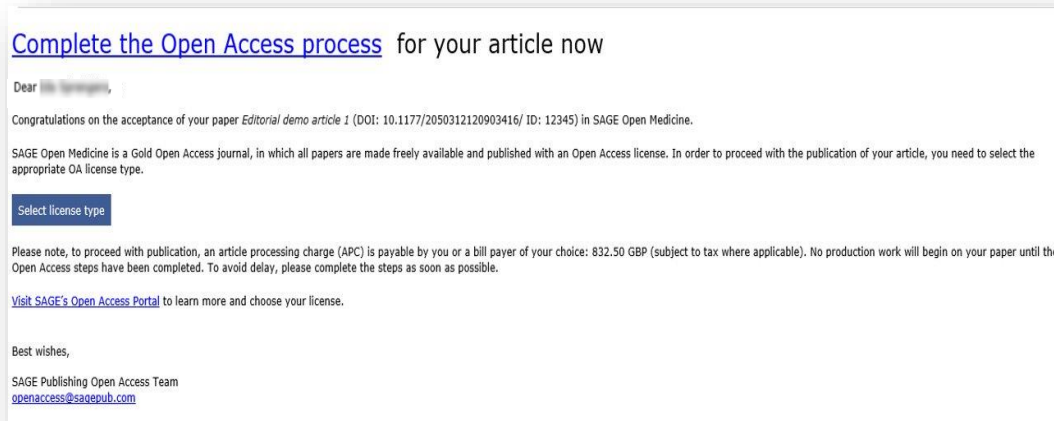 Complete the Open Access process for your article now
Dear ,
Congratulations on the acceptance of your paper Editorial demo article 1 (DOI: 10.1177/2050312120903416/ ID: 12345) in SAGE Open Medicine.
SAGE Open Medicine is a Gold Open Access journal, in which all papers are made freely available and published with an Open Access license. In order to proceed with the publication of your article, you need to select the
appropriate OA license type.
Select license type
Please note, to proceed with publication, an article processing charge (APC) is payable by you or a bill payer of your choice: 832.50 GBP (subject to tax where applicable). No production work will begin on your paper until the
Open Access steps have been completed. To avoid delay, please complete the steps as soon as possible.
Visit SAGE's Open Access Portal to learn more and choose your license.
Best wishes,
SAGE Publishing Open Access Team
openaccess@sagepub.com